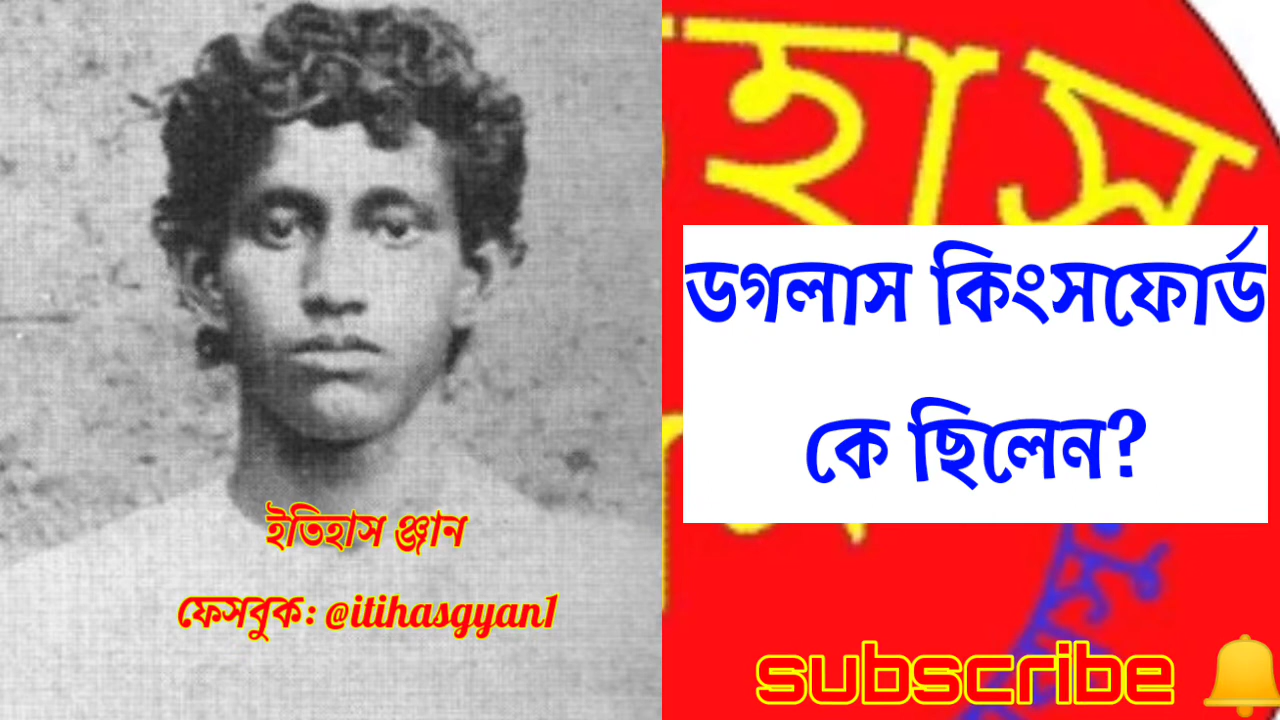 হাস
ডগলাস কিংসফোর্ড
কে ছিলেন?
ইতিহাস ঞ্জান
ফেসবুকঃ @itihasgyan1
subscribe